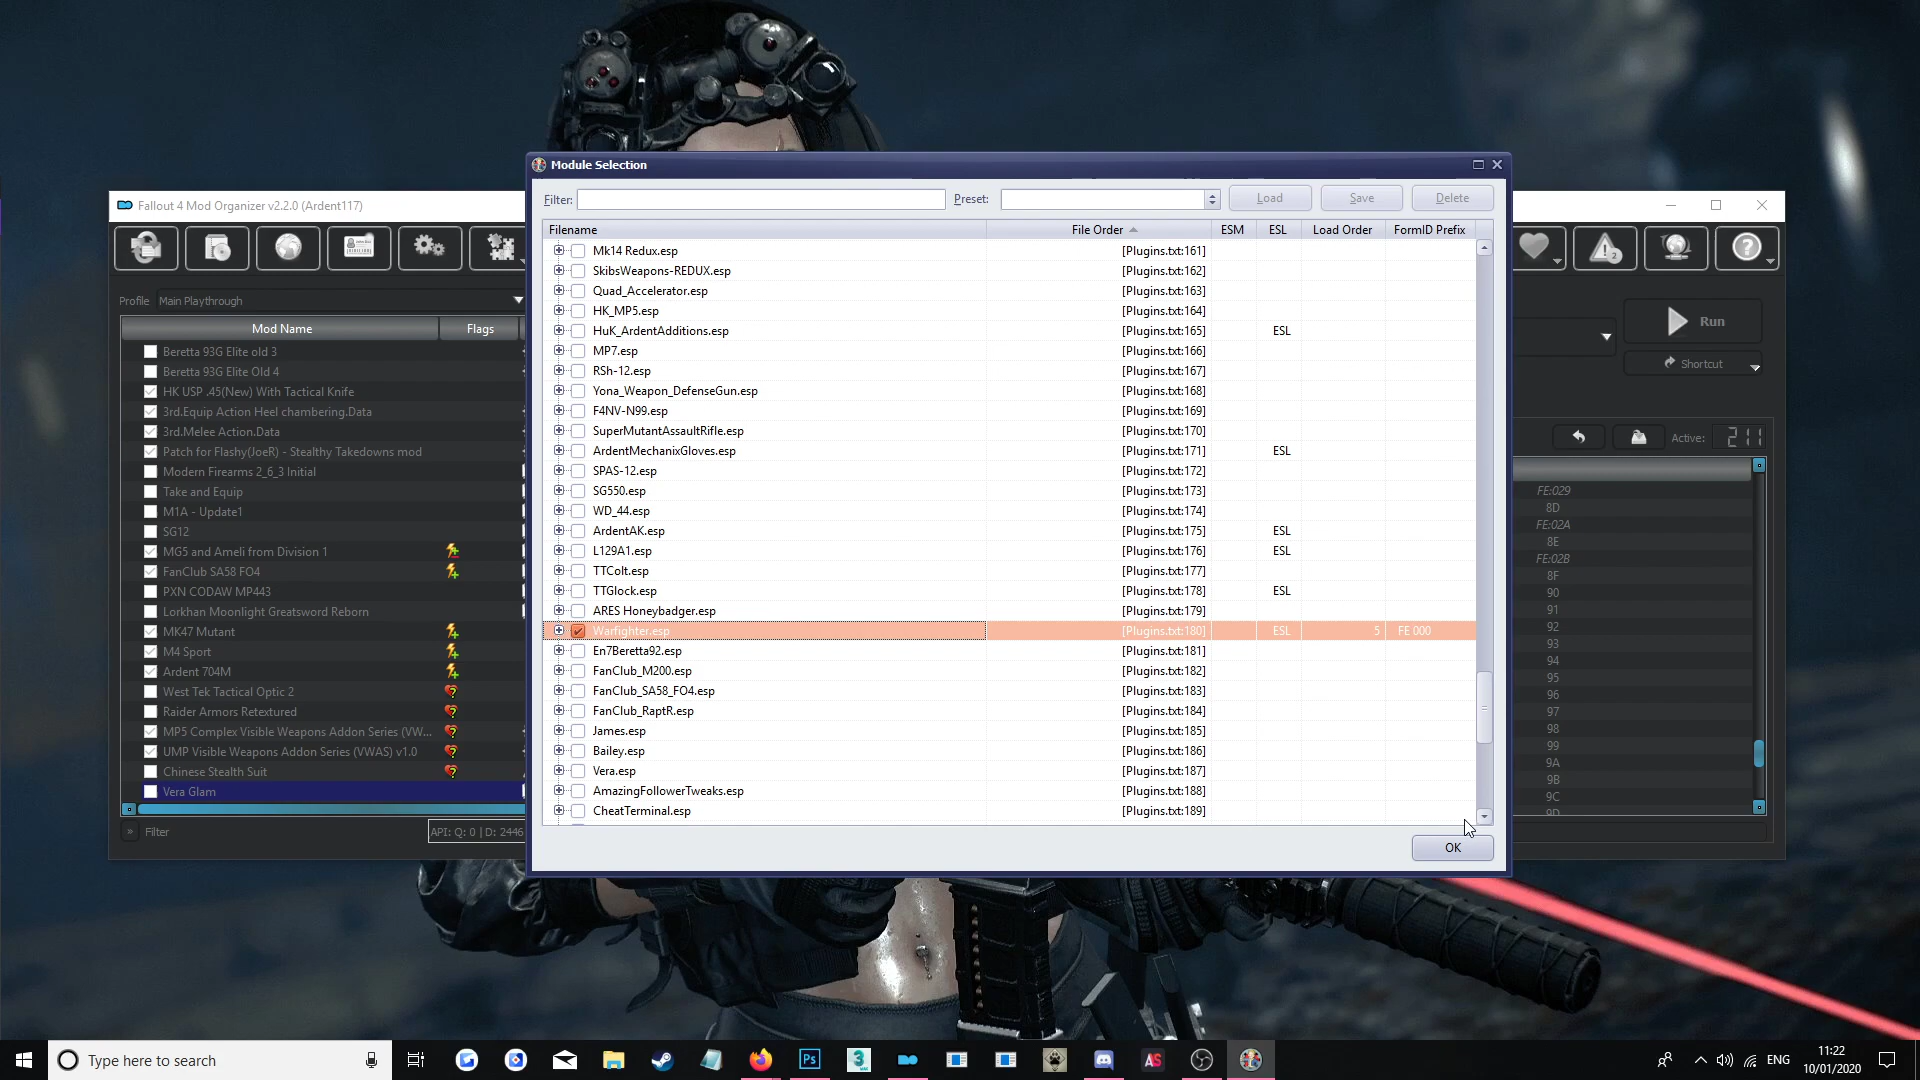 Module Selection
Filter:
Preset:
Load
Save
Delete
Filename
File Order
ESM
ESL
Load Order
FormID Prefix
Mk14 Redux.esp [Plugins.txt:161]
SkibsWeapons-REDUX.esp [Plugins.txt:162]
Quad_Accelerator.esp [Plugins.txt:163]
HK_MP5.esp [Plugins.txt:164]
HuK_ArdentAdditions.esp [Plugins.txt:165] ESL
MP7.esp [Plugins.txt:166]
RSh-12.esp [Plugins.txt:167]
Yona_Weapon_DefenseGun.esp [Plugins.txt:168]
F4NV-N99.esp [Plugins.txt:169]
SuperMutantAssaultRifle.esp [Plugins.txt:170]
ArdentMechanixGloves.esp [Plugins.txt:171] ESL
SPAS-12.esp [Plugins.txt:172]
SG550.esp [Plugins.txt:173]
WD_44.esp [Plugins.txt:174]
ArdentAK.esp [Plugins.txt:175] ESL
L129A1.esp [Plugins.txt:176] ESL
TTColt.esp [Plugins.txt:177]
TTGlock.esp [Plugins.txt:178] ESL
ARES Honeybadger.esp [Plugins.txt:179]
Warfighter.esp [Plugins.txt:180] ESL 5 FE 000
En7Beretta92.esp [Plugins.txt:181]
FanClub_M200.esp [Plugins.txt:182]
FanClub_SA58_FO4.esp [Plugins.txt:183]
FanClub_RaptR.esp [Plugins.txt:184]
James.esp [Plugins.txt:185]
Bailey.esp [Plugins.txt:186]
Vera.esp [Plugins.txt:187]
AmazingFollowerTweaks.esp [Plugins.txt:188]
CheatTerminal.esp [Plugins.txt:189]
OK
Fallout 4 Mod Organizer v2.2.0 (Ardent117)
Profile Main Playthrough
Mod Name
Flags
Beretta 93G Elite old 3
Beretta 93G Elite Old 4
HK USP .45(New) With Tactical Knife
3rd.Equip Action Heel chambering.Data
3rd.Melee Action.Data
Patch for Flashy(JoeR) - Stealthy Takedowns mod
Modern Firearms 2_6_3 Initial
Take and Equip
M1A - Update1
SG12
MG5 and Ameli from Division 1
FanClub SA58 FO4
PXN CODAW MP443
Lorkhan Moonlight Greatsword Reborn
MK47 Mutant
M4 Sport
Ardent 704M
West Tek Tactical Optic 2
Raider Armors Retextured
MP5 Complex Visible Weapons Addon Series (VW...
UMP Visible Weapons Addon Series (VWAS) v1.0
Chinese Stealth Suit
Vera Glam
Filter
API: Q: 0 | D: 2446
2
Run
Shortcut
Active: 211
FE:029
8D
FE:02A
8E
FE:02B
8F
90
91
92
93
94
95
96
97
98
99
9A
9B
9C
9D
Type here to search
Ps
3
AS
ENG
11:22
10/01/2020